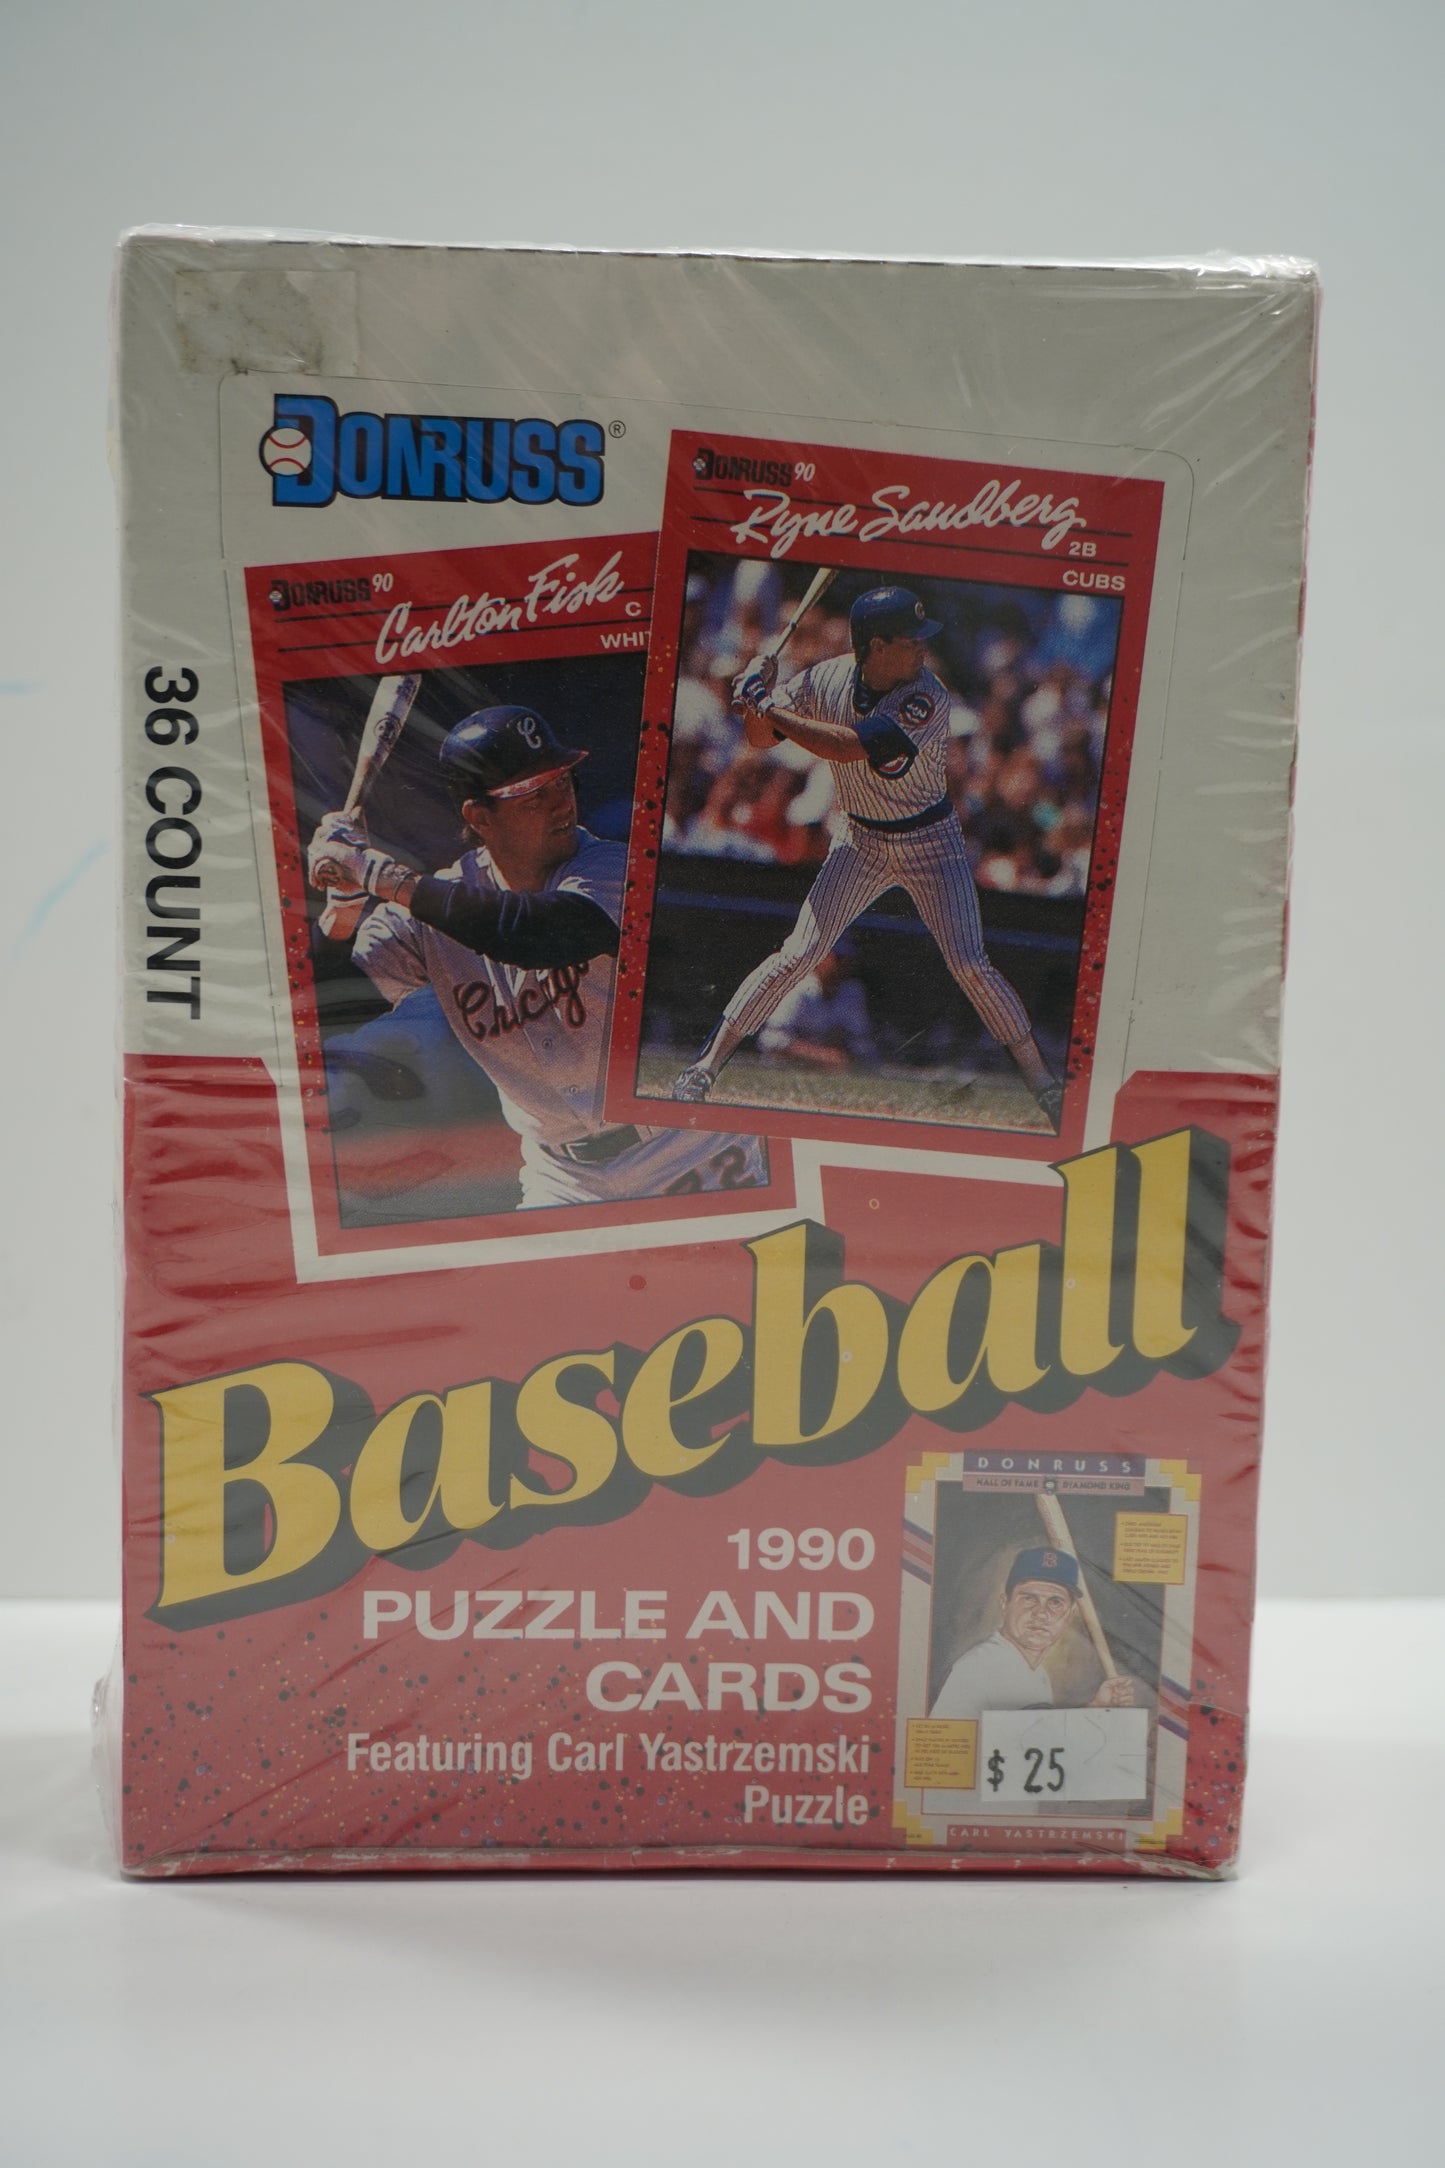 DONRUSS®
DONRUSS 90
Ryne Sandberg
2B
CUBS
DONRUSS 90
Carlton Fisk
C
WHIT
36 COUNT
Chicago
Baseball
1990
PUZZLE AND
CARDS
Featuring Carl Yastrzemski
Puzzle
DONRUSS
HALL OF FAME DIAMOND KING
$ 25
CARL YASTRZEMSKI